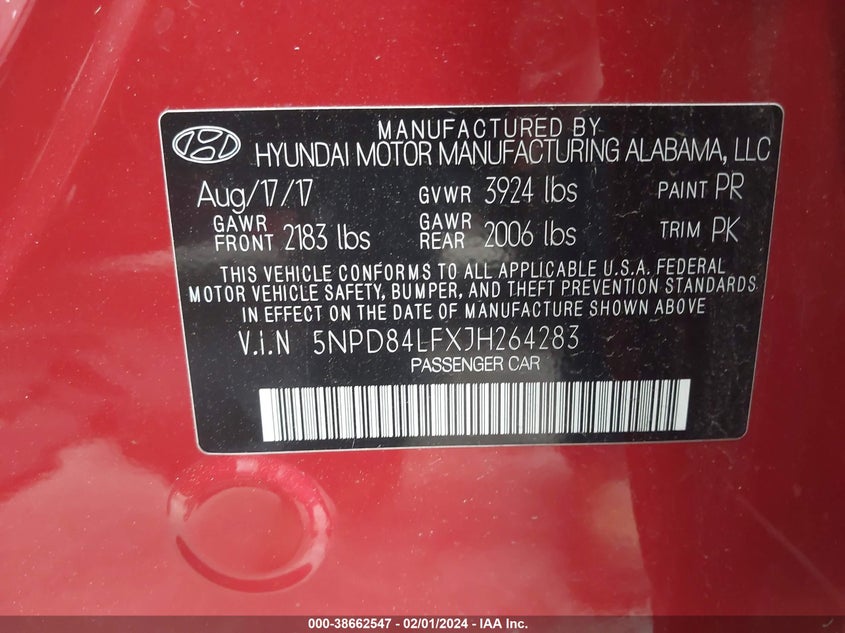 MANUFACTURED BY
HYUNDAI MOTOR MANUFACTURING ALABAMA, LLC
Aug/17/17 GVWR 3924 lbs PAINT PR
GAWR FRONT 2183 lbs GAWR REAR 2006 lbs TRIM PK
THIS VEHICLE CONFORMS TO ALL APPLICABLE U.S.A. FEDERAL
MOTOR VEHICLE SAFETY, BUMPER, AND THEFT PREVENTION STANDARDS
IN EFFECT ON THE DATE OF MANUFACTURE SHOWN ABOVE
V.i.N 5NPD84LFXJH264283
PASSENGER CAR
000-38662547 - 02/01/2024 - IAA Inc.